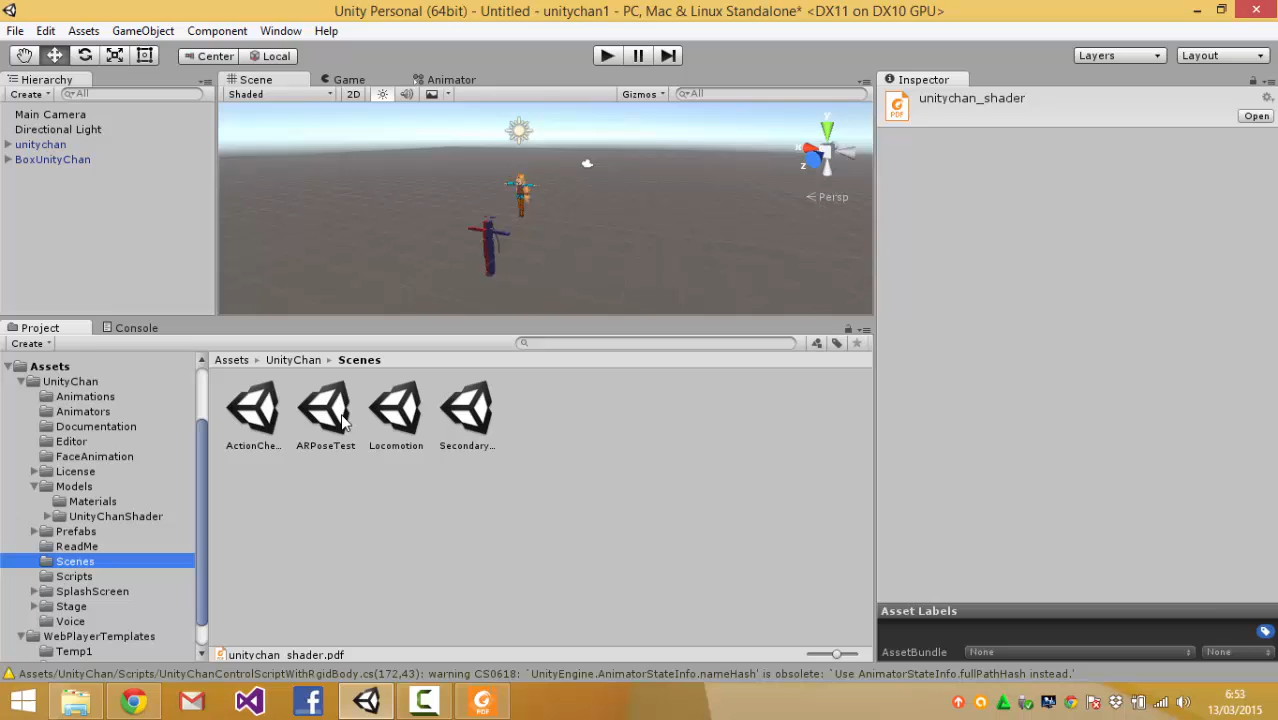 Unity Personal (64bit) - Untitled - unitychan1 - PC, Mac & Linux Standalone* <DX11 on DX10 GPU>
File Edit Assets GameObject Component Window Help
Center Local Layers Layout
Hierarchy
Create All
Main Camera
Directional Light
unitychan
BoxUnityChan
Scene Game Animator
Shaded 2D Gizmos All
y
x
z
Persp
Inspector
unitychan_shader
PDF
Open
Project Console
Create
Assets
UnityChan
Animations
Animators
Documentation
Editor
FaceAnimation
License
Models
Materials
UnityChanShader
Prefabs
ReadMe
Scenes
Scripts
SplashScreen
Stage
Voice
WebPlayerTemplates
Temp1
Assets UnityChan Scenes
ActionChe... ARPoseTest Locomotion Secondary...
unitychan_shader.pdf
Asset Labels
AssetBundle None None
Assets/UnityChan/Scripts/UnityChanControlScriptWithRgidBody.cs(172,43): warning CS0618: `UnityEngine.AnimatorStateInfo.nameHash' is obsolete: `Use AnimatorStateInfo.fullPathHash instead.'
PDF
6:53
13/03/2015